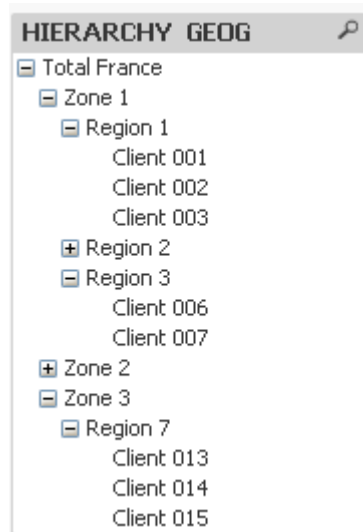 HIERARCHY GEOG
Total France
Zone 1
Region 1
Client 001
Client 002
Client 003
Region 2
Region 3
Client 006
Client 007
Zone 2
Zone 3
Region 7
Client 013
Client 014
Client 015